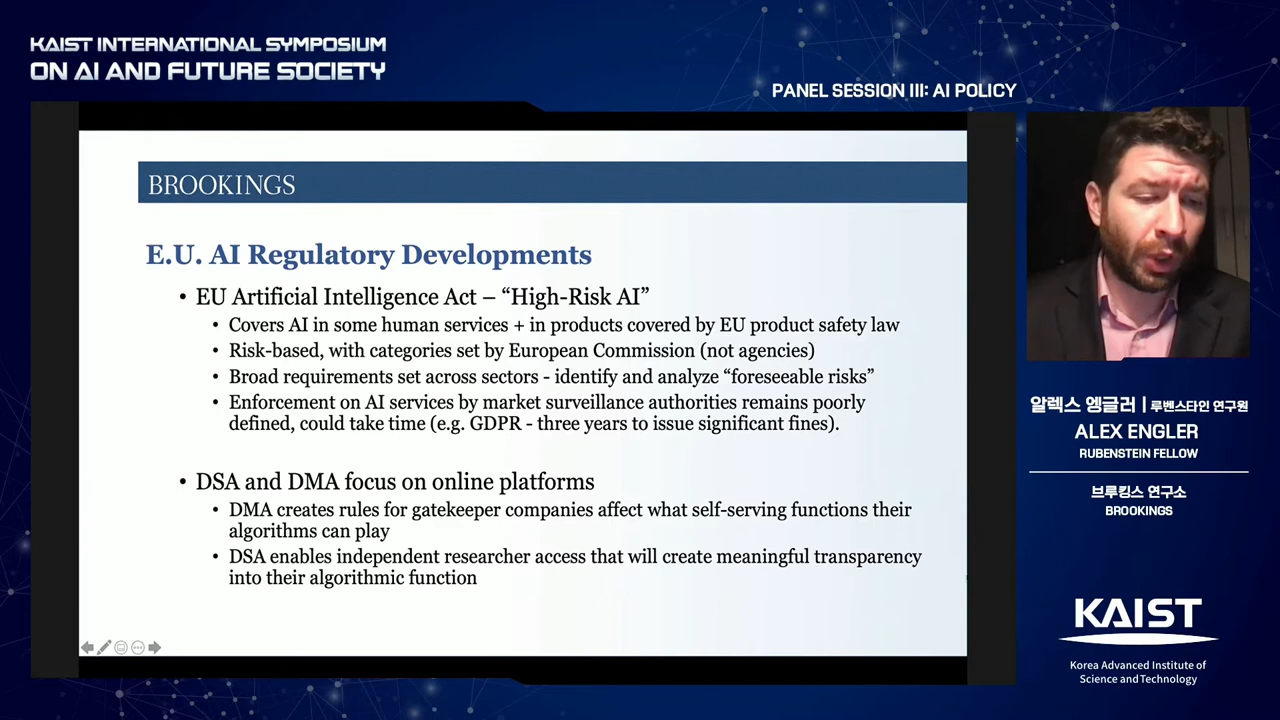 KAIST INTERNATIONAL SYMPOSIUM
ON AI AND FUTURE SOCIETY
PANEL SESSION III: AI POLICY
BROOKINGS
E.U. AI Regulatory Developments
• EU Artificial Intelligence Act – “High-Risk AI”
• Covers AI in some human services + in products covered by EU product safety law
• Risk-based, with categories set by European Commission (not agencies)
• Broad requirements set across sectors - identify and analyze “foreseeable risks”
• Enforcement on AI services by market surveillance authorities remains poorly
defined, could take time (e.g. GDPR - three years to issue significant fines).
• DSA and DMA focus on online platforms
• DMA creates rules for gatekeeper companies affect what self-serving functions their
algorithms can play
• DSA enables independent researcher access that will create meaningful transparency
into their algorithmic function
알렉스 엥글러 | 루벤스타인 연구원
ALEX ENGLER
RUBENSTEIN FELLOW
브루킹스 연구소
BROOKINGS
KAIST
Korea Advanced Institute of
Science and Technology